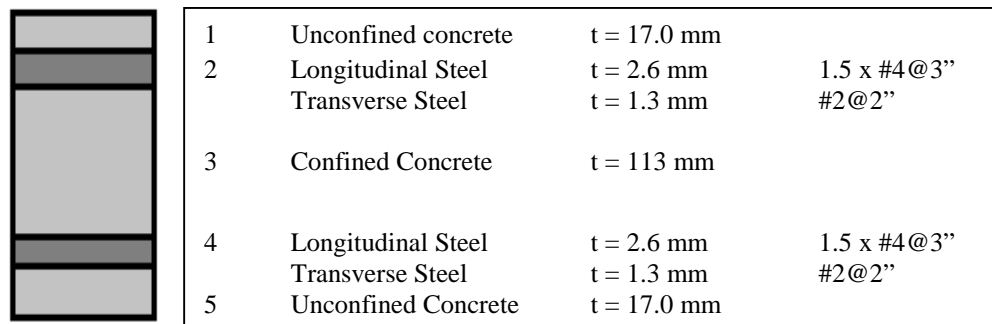 1 Unconfined concrete t = 17.0 mm
2 Longitudinal Steel t = 2.6 mm 1.5 x #4@3”
Transverse Steel t = 1.3 mm #2@2”
3 Confined Concrete t = 113 mm
4 Longitudinal Steel t = 2.6 mm 1.5 x #4@3”
Transverse Steel t = 1.3 mm #2@2”
5 Unconfined Concrete t = 17.0 mm